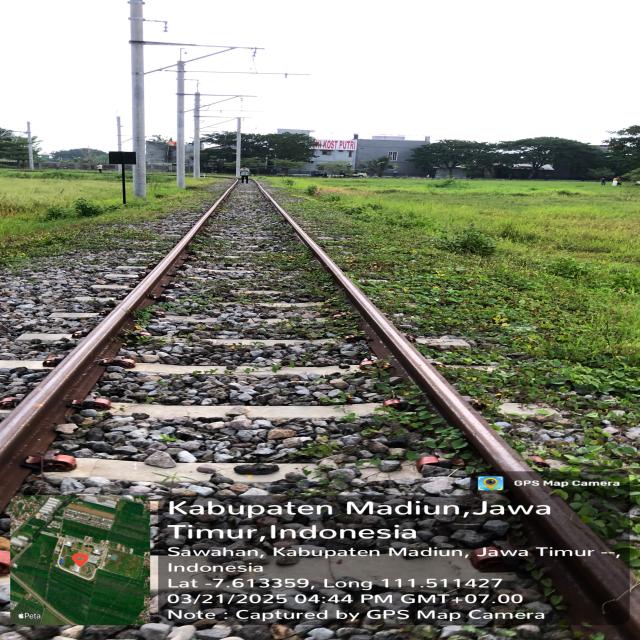 KOST PUTRI
GPS Map Camera
Kabupaten Madiun,Jawa
Timur,Indonesia
Sawahan, Kabupaten Madiun, Jawa Timur --,
Indonesia
Lat -7.613359, Long 111.511427
03/21/2025 04:44 PM GMT+07.00
Note : Captured by GPS Map Camera
Peta